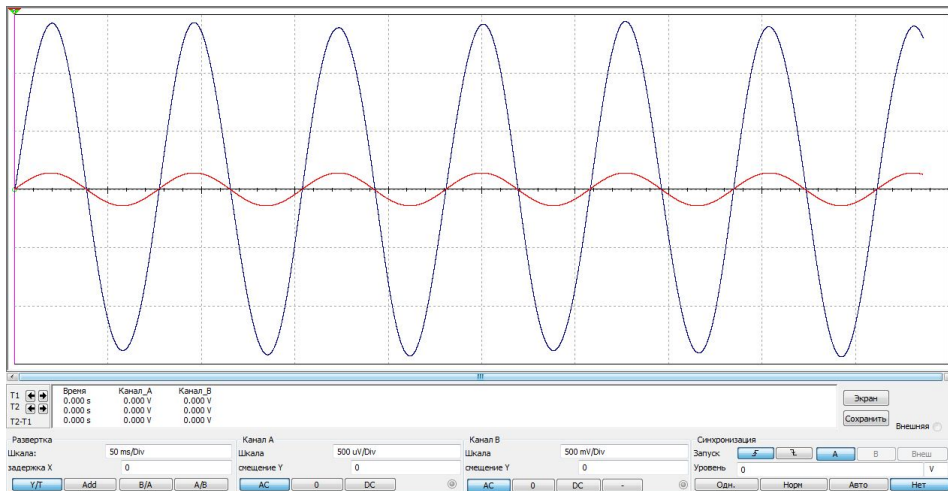 Время Канал_A Канал_B
T1 0.000 s 0.000 V 0.000 V
T2 0.000 s 0.000 V 0.000 V
T2-T1 0.000 s 0.000 V 0.000 V
Экран
Сохранить
Внешняя
Развертка
Шкала: 50 ms/Div
задержка X 0
Y/T Add B/A A/B
Канал A
Шкала 500 uV/Div
смещение Y 0
AC 0 DC
Канал B
Шкала 500 mV/Div
смещение Y 0
AC 0 DC -
Синхронизация
Запуск A B Внеш
Уровень 0 V
Одн. Норм Авто Нет